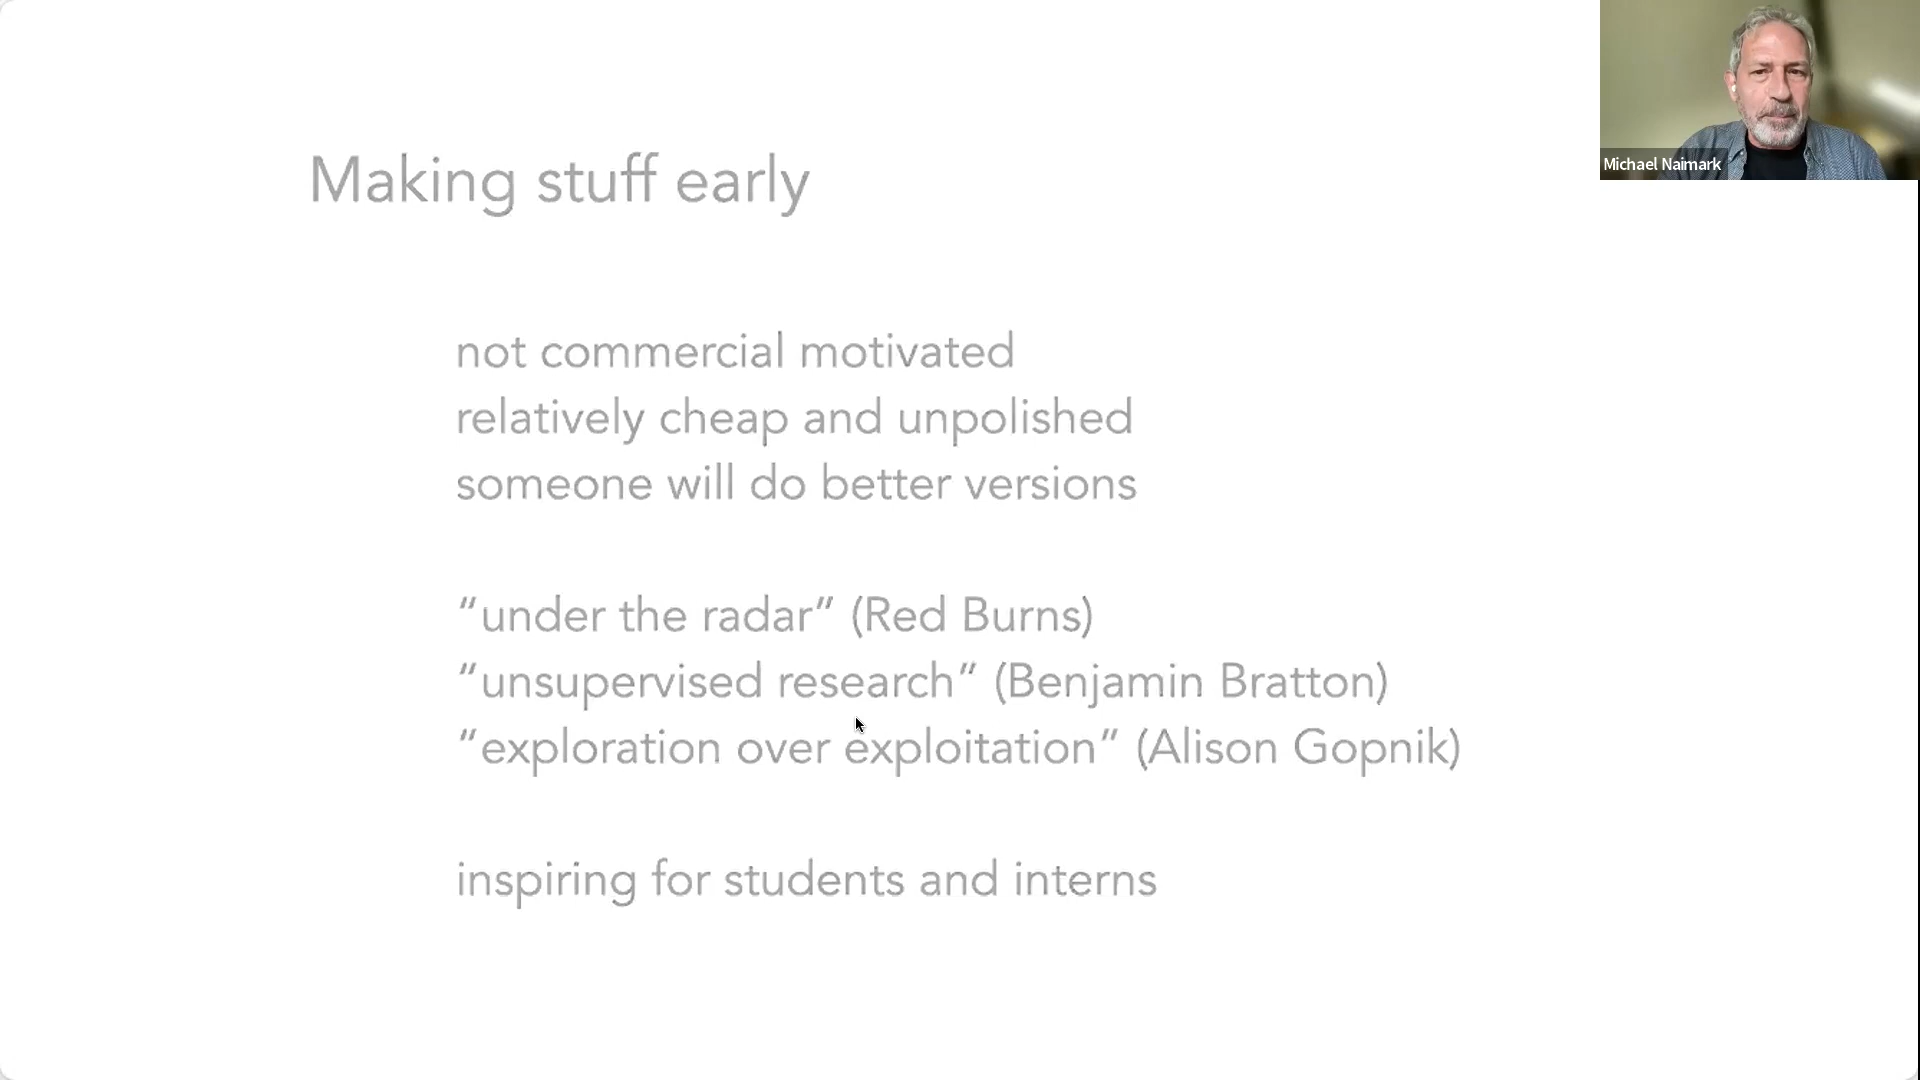 Making stuff early
not commercial motivated
relatively cheap and unpolished
someone will do better versions
“under the radar” (Red Burns)
“unsupervised research” (Benjamin Bratton)
“exploration over exploitation” (Alison Gopnik)
inspiring for students and interns
Michael Naimark